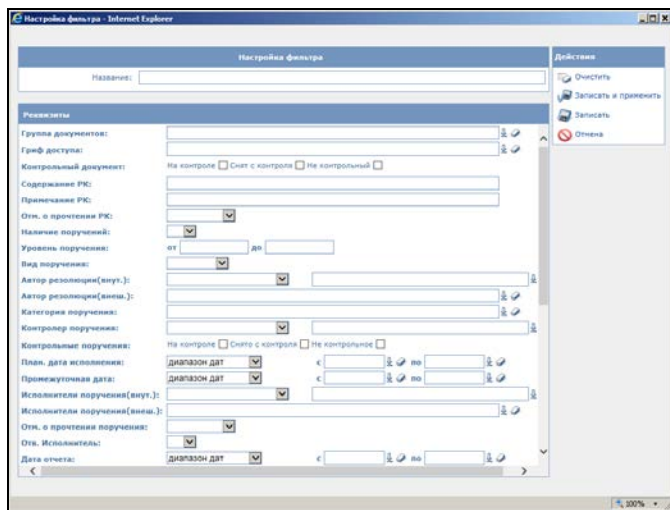 Настройка фильтра - Internet Explorer
Настройка фильтра
Название:
Действия
Очистить
Записать и применить
Записать
Отмена
Реквизиты
Группа документов:
Гриф доступа:
Контрольный документ: На контроле Снят с контроля Не контрольный
Содержание РК:
Примечание РК:
Отм. о прочтении РК:
Наличие поручений:
Уровень поручения: от до
Вид поручения:
Автор резолюции(внут.):
Автор резолюции(внеш.):
Категория поручения:
Контролер поручения:
Контрольные поручения: На контроле Снято с контроля Не контрольное
План. дата исполнения: диапазон дат с по
Промежуточная дата: диапазон дат с по
Исполнители поручения(внут.):
Исполнители поручения(внеш.):
Отм. о прочтении поручения:
Отв. Исполнитель:
Дата отчета: диапазон дат с по
100%